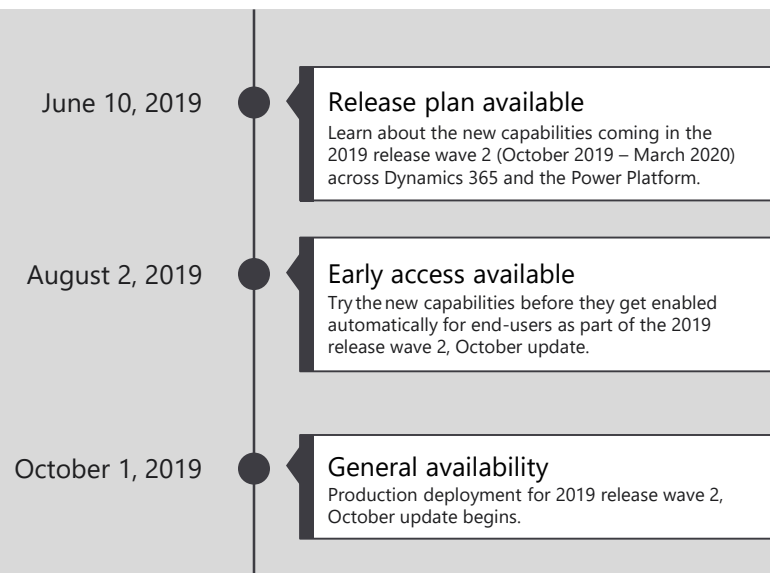 June 10, 2019
Release plan available
Learn about the new capabilities coming in the
2019 release wave 2 (October 2019 – March 2020)
across Dynamics 365 and the Power Platform.
August 2, 2019
Early access available
Try the new capabilities before they get enabled
automatically for end-users as part of the 2019
release wave 2, October update.
October 1, 2019
General availability
Production deployment for 2019 release wave 2,
October update begins.